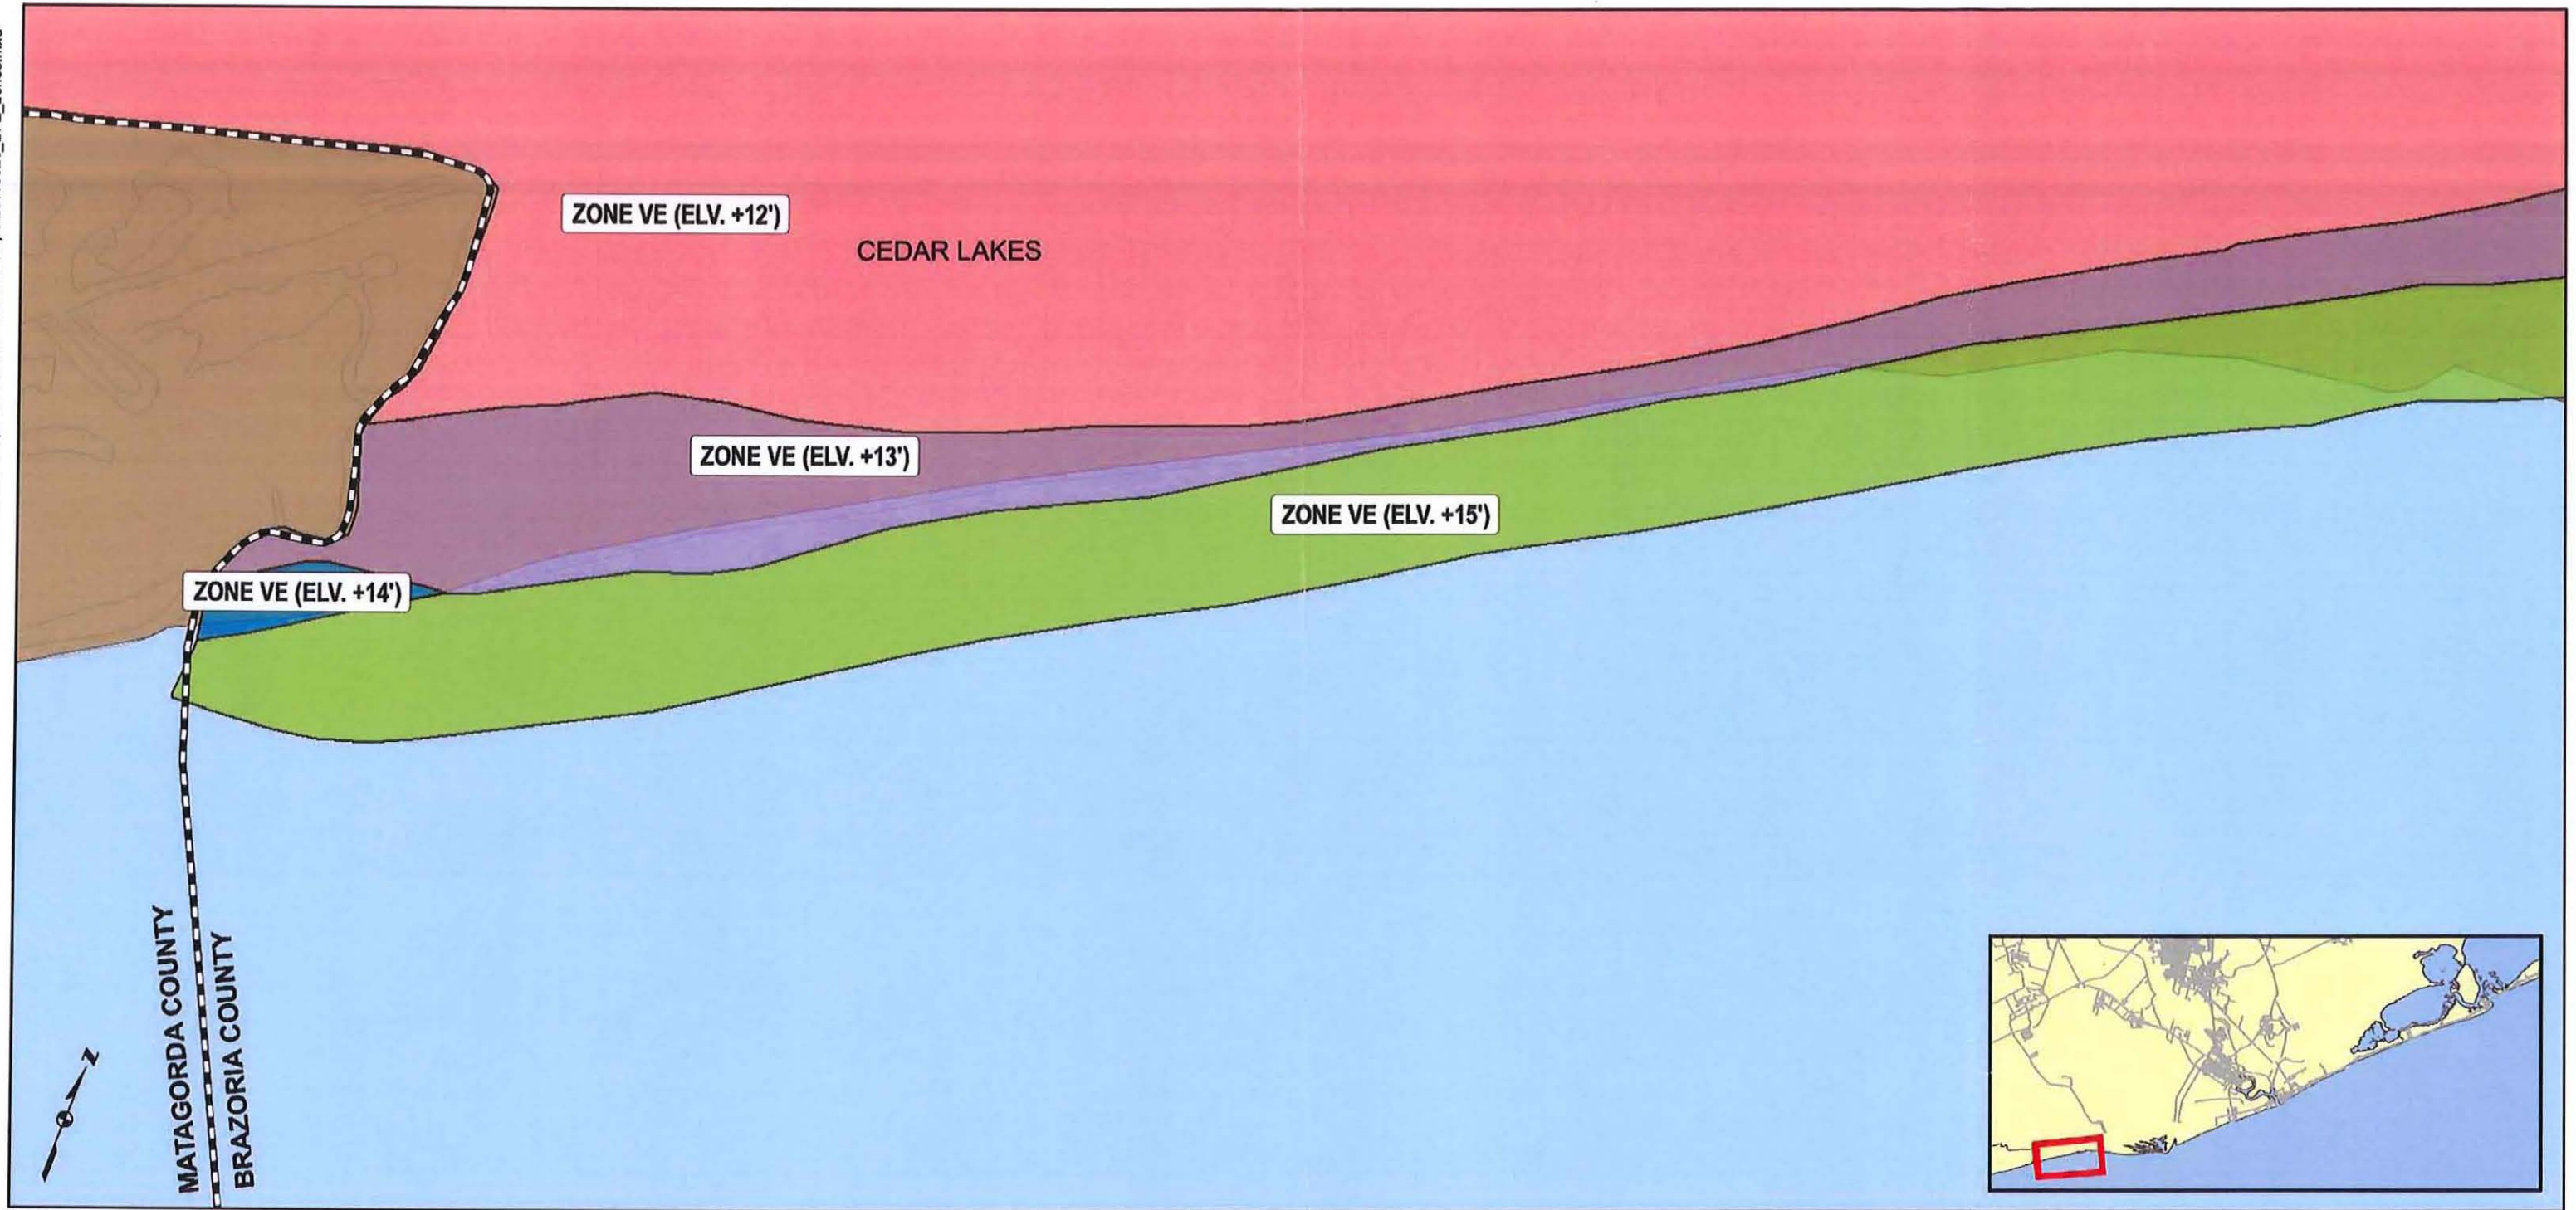 ZONE VE (ELV. +12')
CEDAR LAKES
ZONE VE (ELV. +13')
ZONE VE (ELV. +15')
ZONE VE (ELV. +14')
MATAGORDA COUNTY
BRAZORIA COUNTY
N